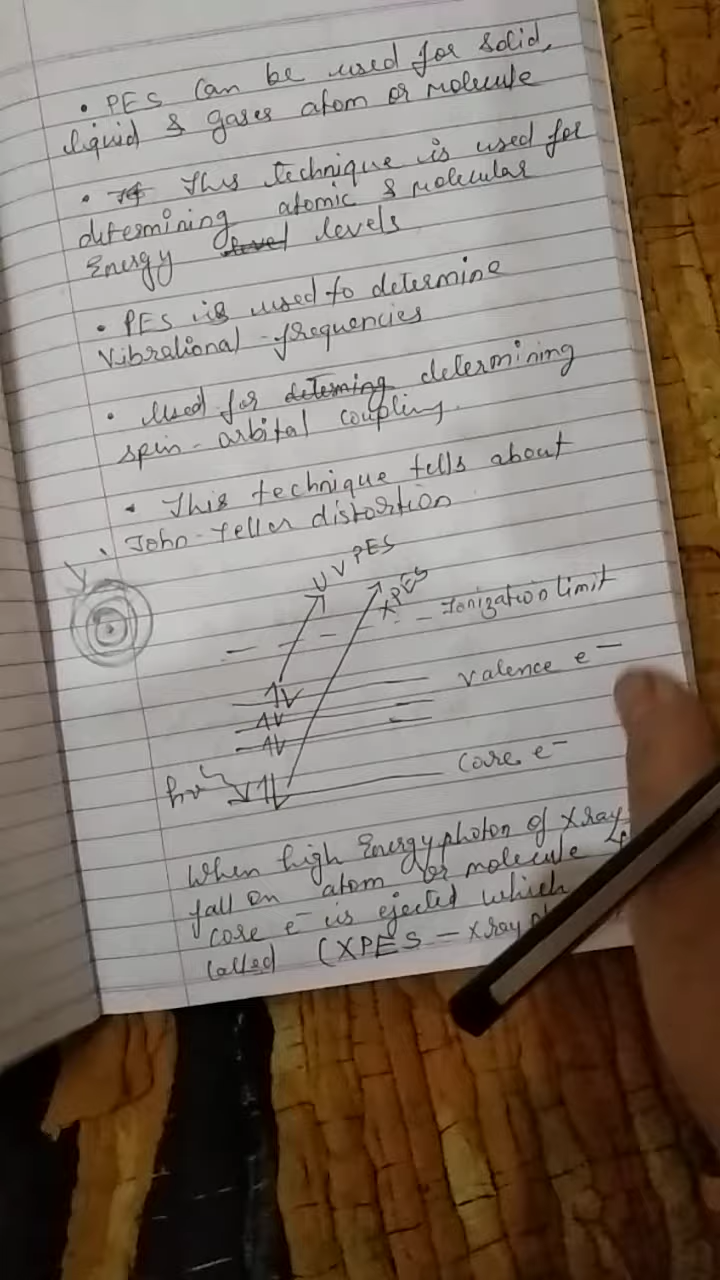 • PES can be used for solid,
liquid & gases atom or molecule
• This technique is used for
determining atomic & molecular
Energy level levels
• PES is used to determine
Vibrational-frequencies
• Used for determing determining
spin-orbital coupling.
• This technique tells about
John-Teller distortion
UVPES
XPES
Ionization limit
valence e-
core e-
hν
When high Energy photon of X ray
fall on atom or molecule
core e- is ejected which
called (XPES - Xray